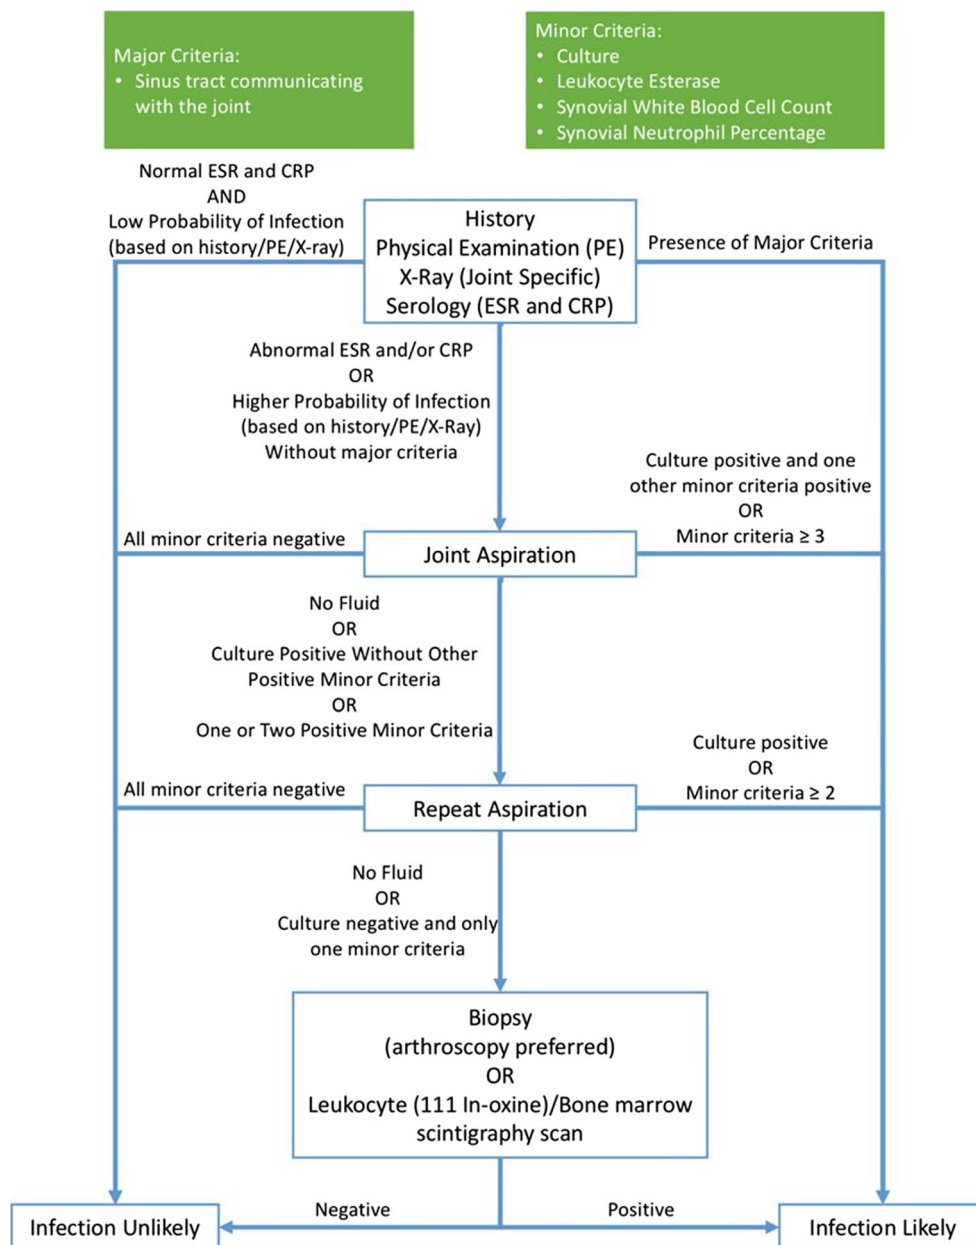 Major Criteria:
• Sinus tract communicating
with the joint
Minor Criteria:
• Culture
• Leukocyte Esterase
• Synovial White Blood Cell Count
• Synovial Neutrophil Percentage
Normal ESR and CRP
AND
Low Probability of Infection
(based on history/PE/X-ray)
History
Physical Examination (PE)
X-Ray (Joint Specific)
Serology (ESR and CRP)
Presence of Major Criteria
Abnormal ESR and/or CRP
OR
Higher Probability of Infection
(based on history/PE/X-Ray)
Without major criteria
Culture positive and one
other minor criteria positive
OR
Minor criteria ≥ 3
All minor criteria negative
Joint Aspiration
No Fluid
OR
Culture Positive Without Other
Positive Minor Criteria
OR
One or Two Positive Minor Criteria
Culture positive
OR
Minor criteria ≥ 2
All minor criteria negative
Repeat Aspiration
No Fluid
OR
Culture negative and only
one minor criteria
Biopsy
(arthroscopy preferred)
OR
Leukocyte (111 In-oxine)/Bone marrow
scintigraphy scan
Negative
Positive
Infection Unlikely
Infection Likely